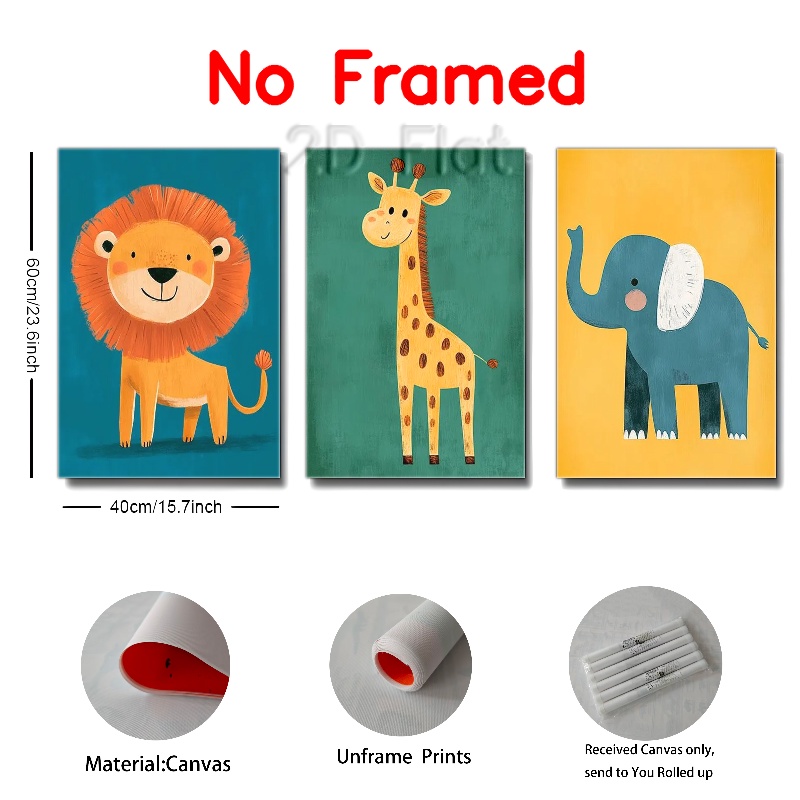 No Framed
2D Flat
60cm/23.6inch
40cm/15.7inch
Material:Canvas
Unframe Prints
Received Canvas only,
send to You Rolled up